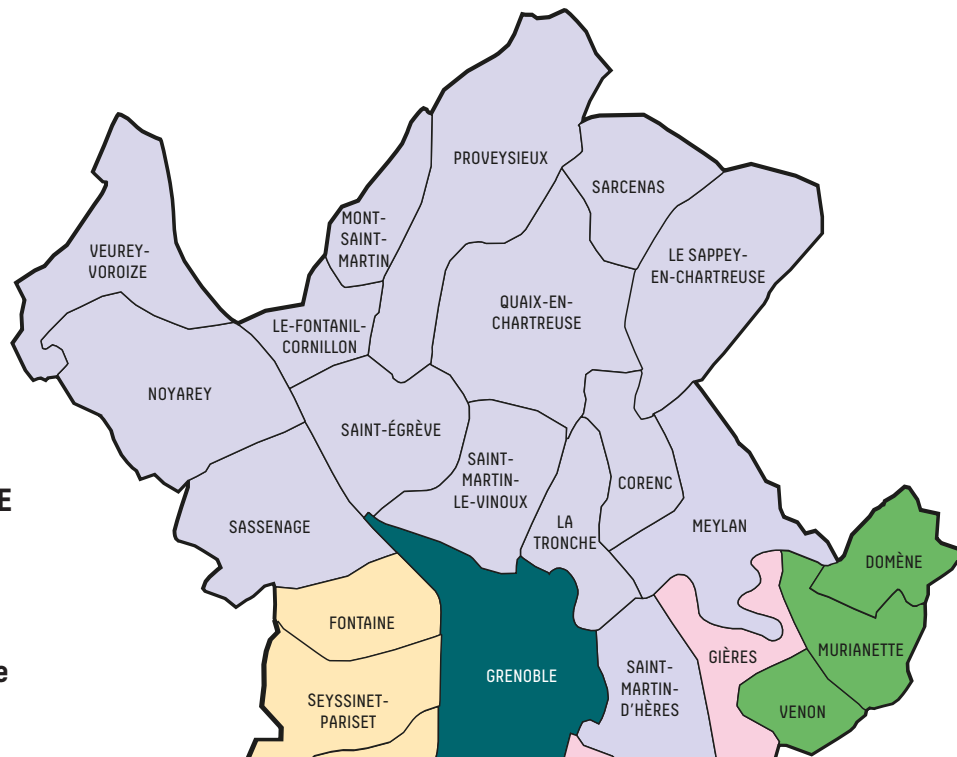 PROVEYSIEUX
SARCENAS
MONT-
SAINT-
MARTIN
VEUREY-
VOROIZE
LE SAPPEY-
EN-CHARTREUSE
QUAIX-EN-
CHARTREUSE
LE-FONTANIL-
CORNILLON
NOYAREY
SAINT-ÉGRÈVE
SAINT-
MARTIN-
LE-VINOUX
CORENC
E
SASSENAGE
LA
TRONCHE
MEYLAN
DOMÈNE
FONTAINE
MURIANETTE
GIÈRES
SAINT-
MARTIN-
D'HÈRES
GRENOBLE
e
SEYSSINET-
PARISET
VENON